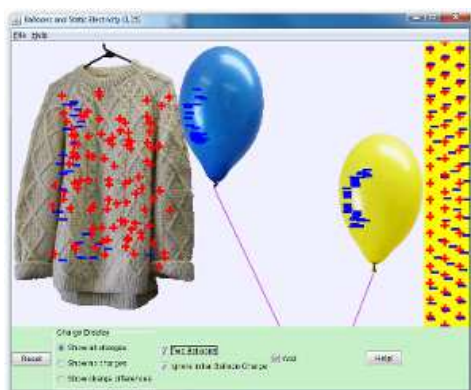 Balloons and Static Electricity (1.25)
File Help
Charge Display
Show all charges
Show no charges
Show charge differences
Two Balloons
Ignore Initial Balloon Charge
Wall
Reset
Help!